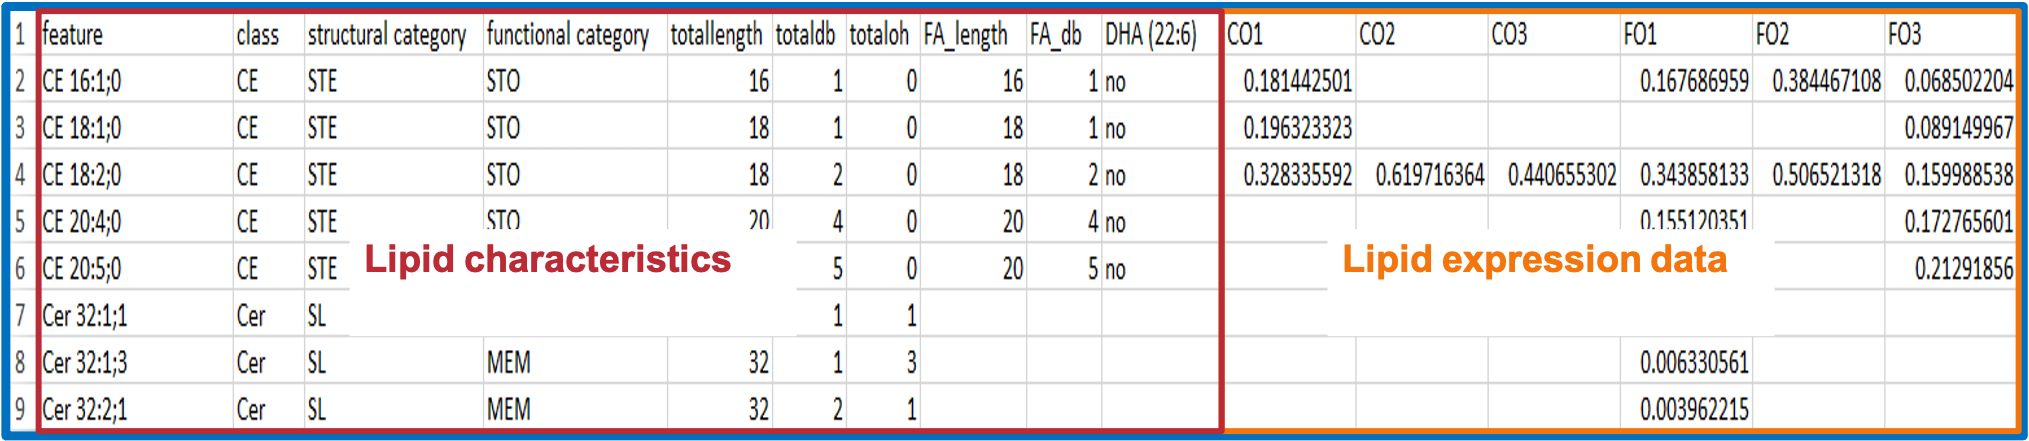 1 feature class structural category functional category totallength totaldb totaloh FA_length FA_db DHA (22:6) CO1 CO2 CO3 FO1 FO2 FO3
2 CE 16:1;0 CE STE STO 16 1 0 16 1 no 0.181442501 0.167686959 0.384467108 0.068502204
3 CE 18:1;0 CE STE STO 18 1 0 18 1 no 0.196323323 0.089149967
4 CE 18:2;0 CE STE STO 18 2 0 18 2 no 0.328335592 0.619716364 0.440655302 0.343858133 0.506521318 0.159988538
5 CE 20:4;0 CE STE STO 20 4 0 20 4 no 0.155120351 0.172765601
Lipid characteristics
Lipid expression data
6 CE 20:5;0 CE STE 5 0 20 5 no 0.21291856
7 Cer 32:1;1 Cer SL 1 1
8 Cer 32:1;3 Cer SL MEM 32 1 3 0.006330561
9 Cer 32:2;1 Cer SL MEM 32 2 1 0.003962215